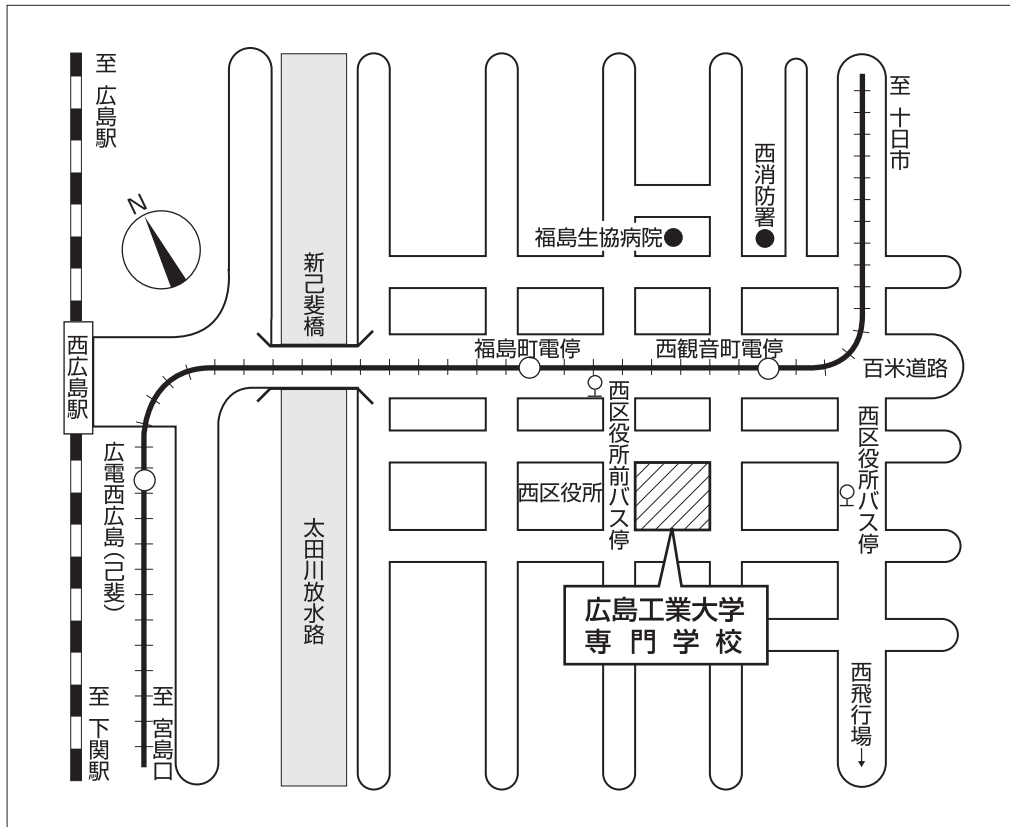 至 広島駅
N
新己斐橋
福島生協病院
西消防署
至 十日市
西広島駅
福島町電停
西観音町電停
百米道路
広電西広島(己斐)
西区役所
西区役所前バス停
西区役所バス停
太田川放水路
広島工業大学
専門学校
至 下関駅
至 宮島口
西飛行場